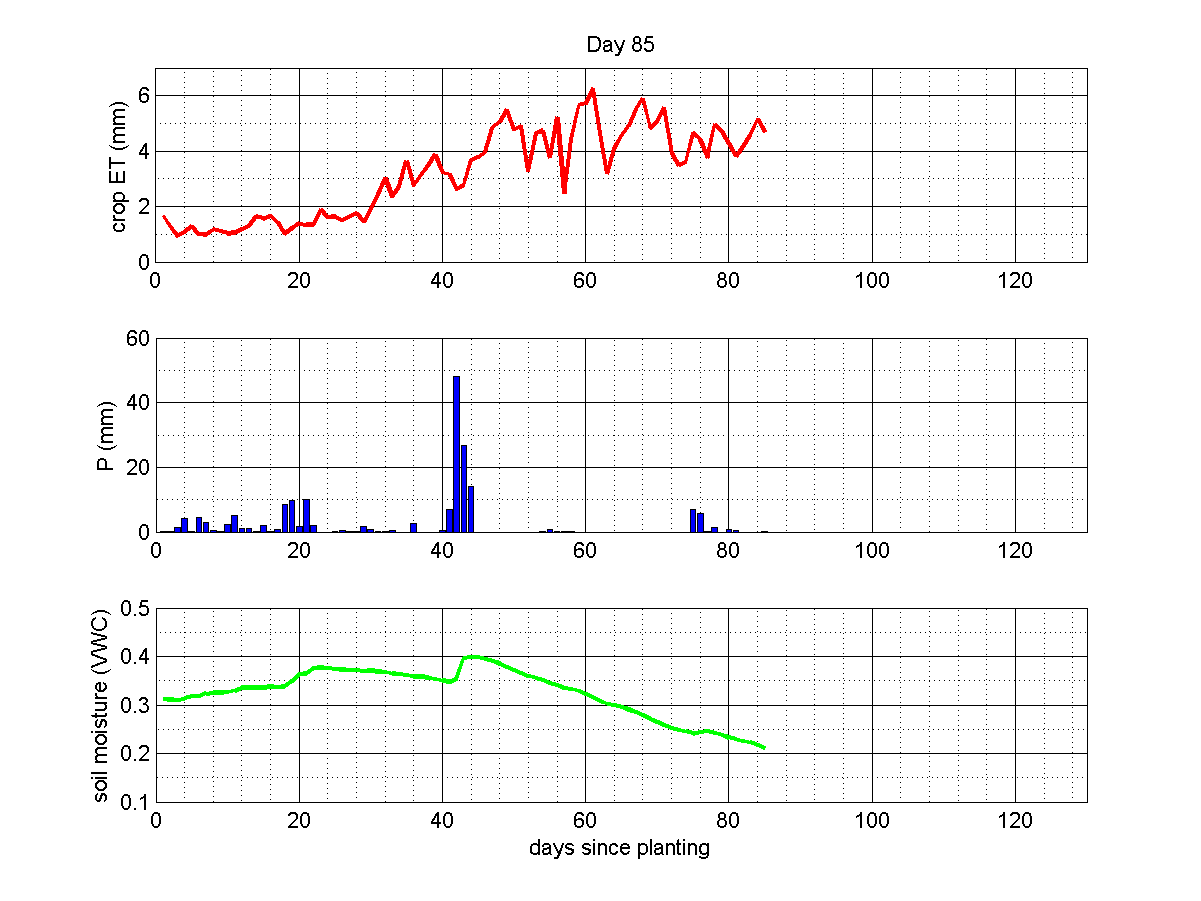 Day 85
crop ET (mm)
6
4
2
0
0 20 40 60 80 100 120
P (mm)
60
40
20
0
0 20 40 60 80 100 120
soil moisture (VWC)
0.5
0.4
0.3
0.2
0.1
0 20 40 60 80 100 120
days since planting